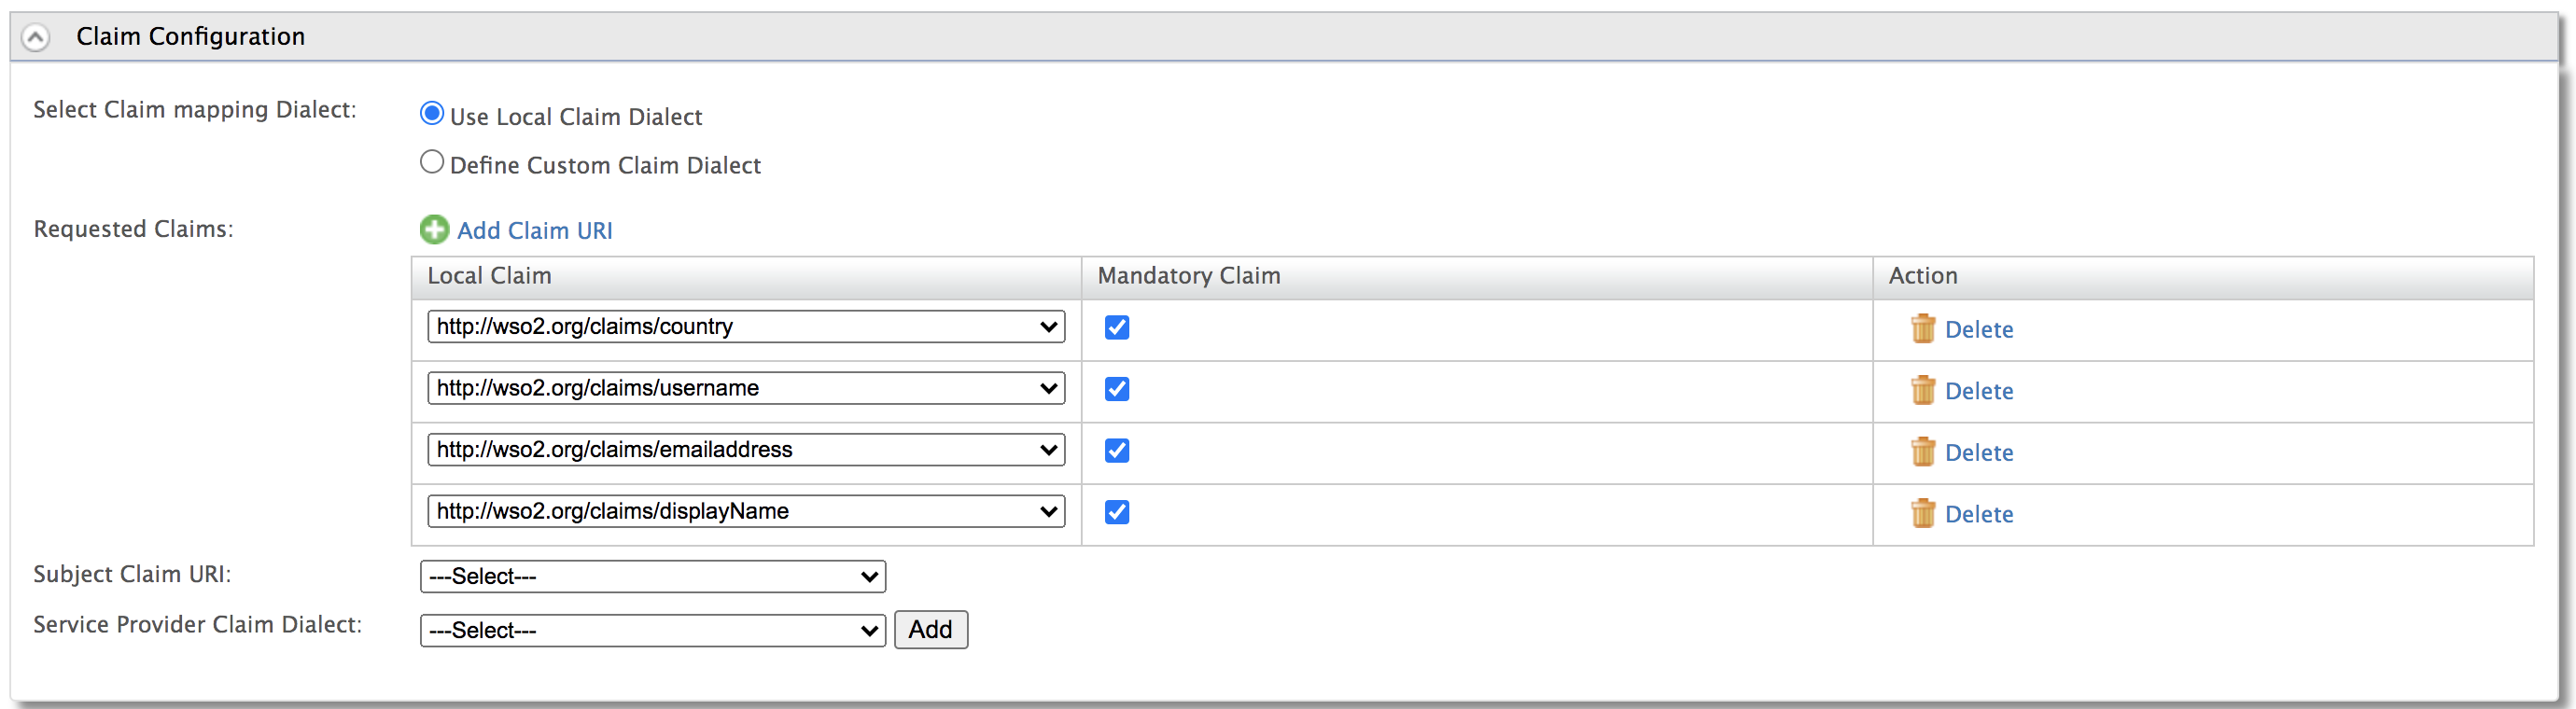 Claim Configuration
Select Claim mapping Dialect:
Use Local Claim Dialect
Define Custom Claim Dialect
Requested Claims:
Add Claim URI
Local Claim Mandatory Claim Action
http://wso2.org/claims/country Delete
http://wso2.org/claims/username Delete
http://wso2.org/claims/emailaddress Delete
http://wso2.org/claims/displayName Delete
Subject Claim URI: ---Select---
Service Provider Claim Dialect: ---Select--- Add